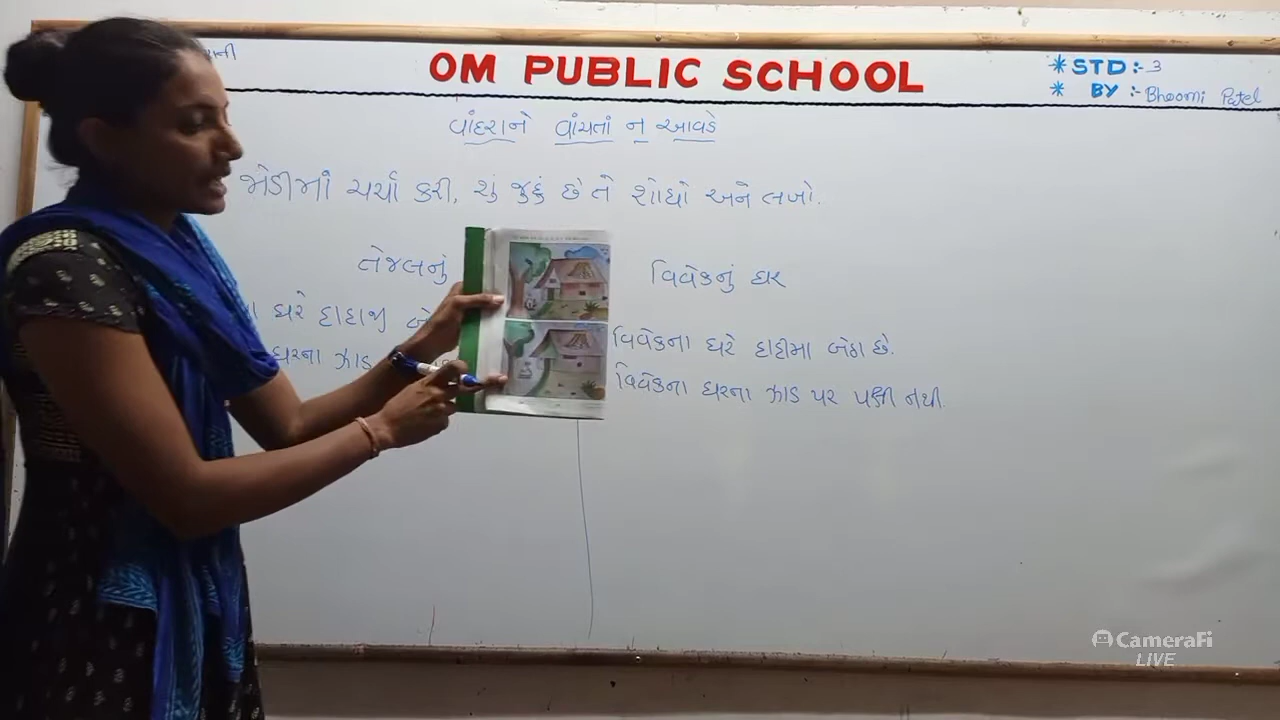 OM PUBLIC SCHOOL
* STD :- 3
* BY :- Bhoomi Patel
વાંદરાને વાંચતાં ન આવડે
જોડીમાં ચર્ચા કરી, શું જુદું છે તે શોધો અને લખો.
તેજલનું
વિવેકનું ઘર
ઘરે દાદાજી
વિવેકના ઘરે દાદીમા બેઠા છે.
ઘરના ઝાડ
વિવેકના ઘરના ઝાડ પર પક્ષી નથી.
CameraFi
LIVE